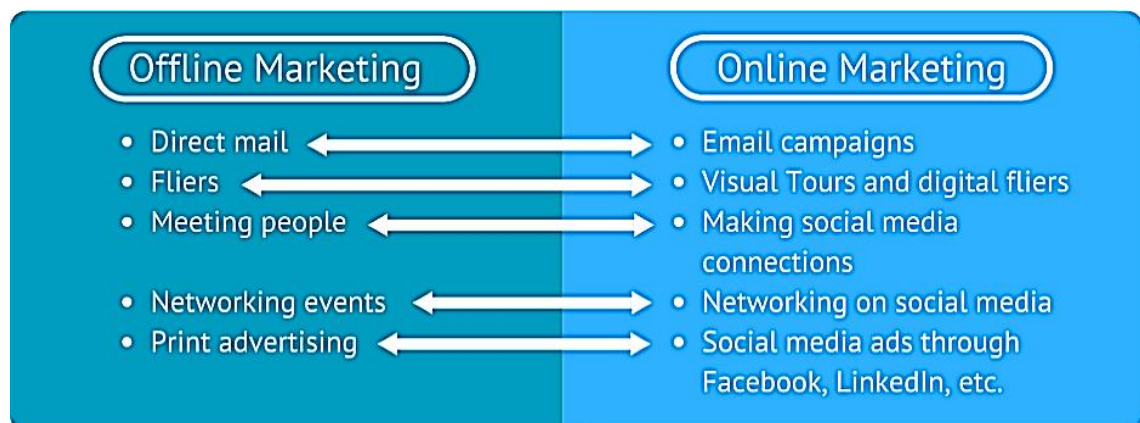 Offline Marketing
• Direct mail
• Fliers
• Meeting people
• Networking events
• Print advertising
Online Marketing
• Email campaigns
• Visual Tours and digital fliers
• Making social media
connections
• Networking on social media
• Social media ads through
Facebook, LinkedIn, etc.